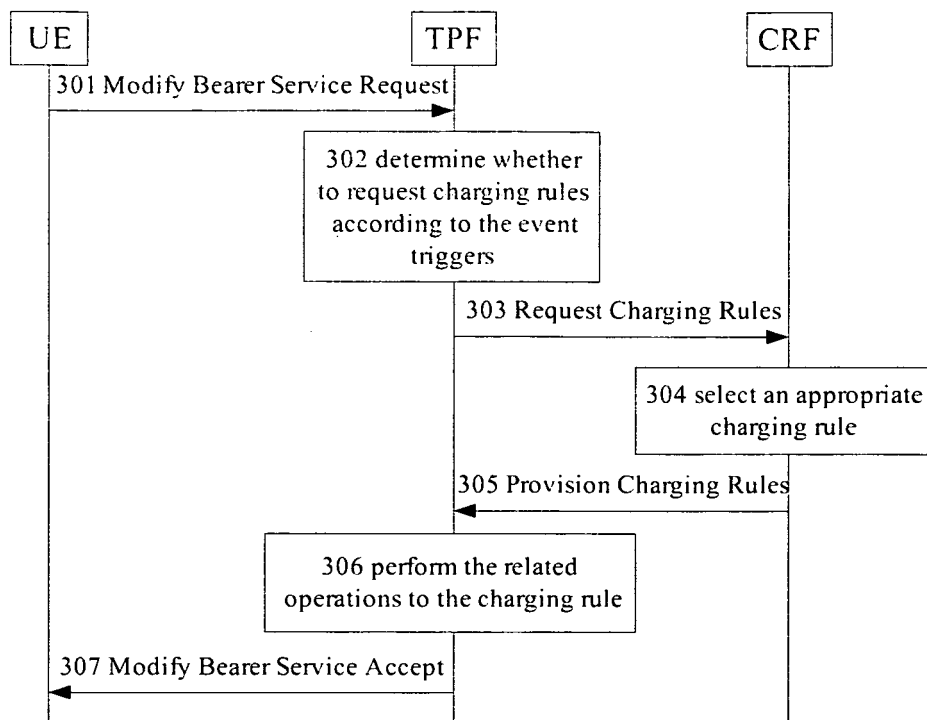 UE
TPF
CRF
301 Modify Bearer Service Request
302 determine whether
to request charging rules
according to the event
triggers
303 Request Charging Rules
304 select an appropriate
charging rule
305 Provision Charging Rules
306 perform the related
operations to the charging rule
307 Modify Bearer Service Accept